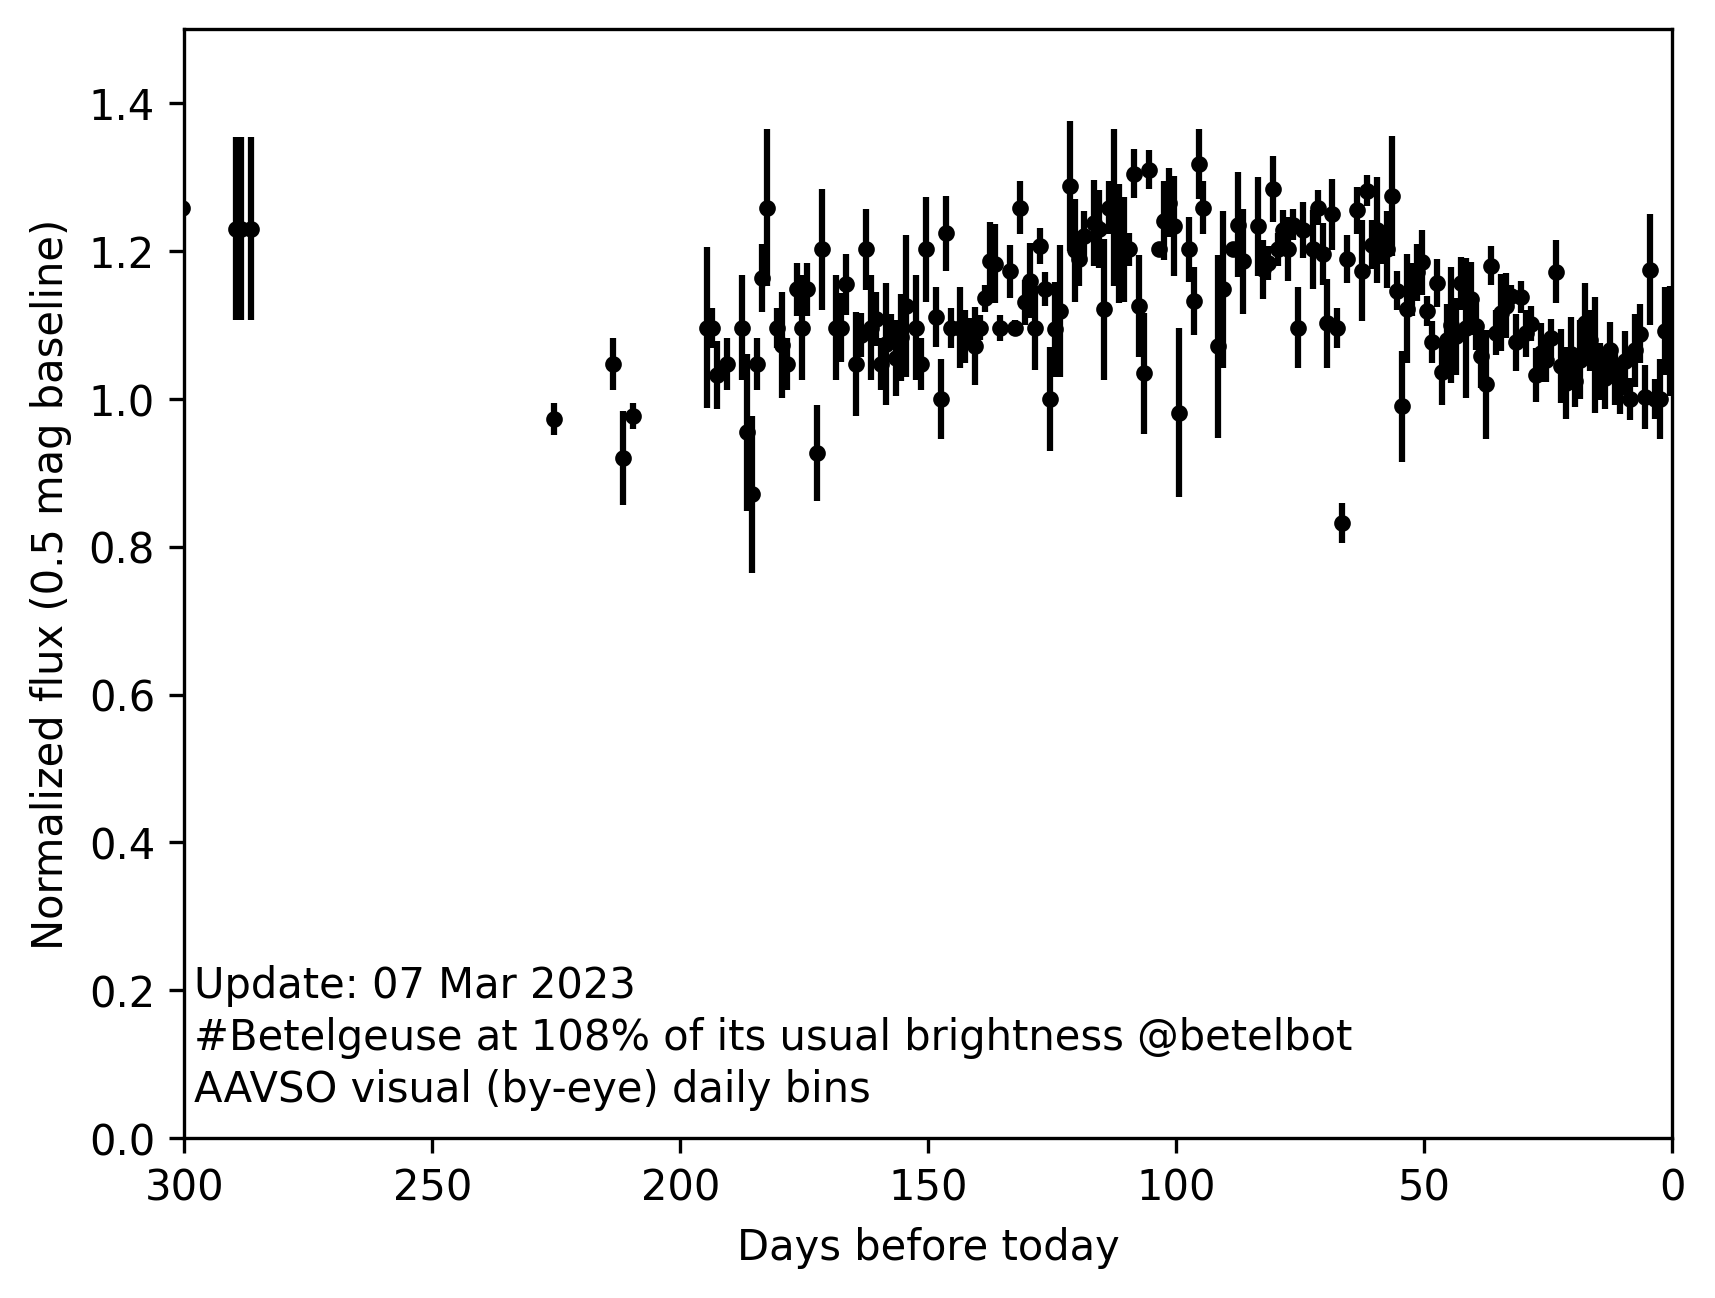 1.4
1.2
1.0
0.8
0.6
0.4
0.2
0.0
Normalized flux (0.5 mag baseline)
Update: 07 Mar 2023
#Betelgeuse at 108% of its usual brightness @betelbot
AAVSO visual (by-eye) daily bins
300 250 200 150 100 50 0
Days before today